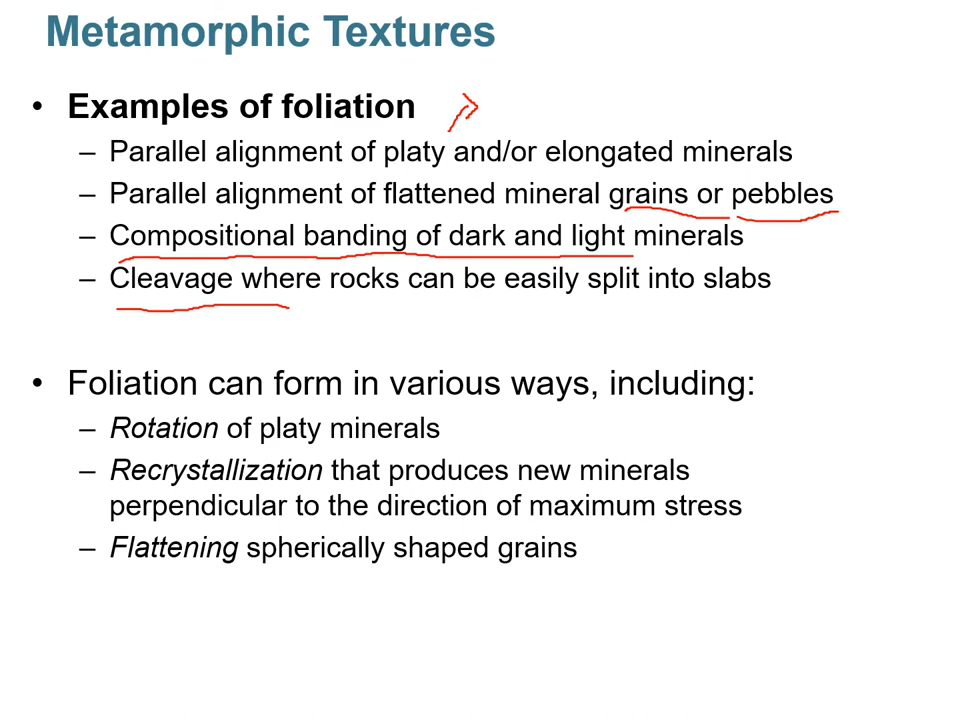 Metamorphic Textures
• Examples of foliation
– Parallel alignment of platy and/or elongated minerals
– Parallel alignment of flattened mineral grains or pebbles
– Compositional banding of dark and light minerals
– Cleavage where rocks can be easily split into slabs
• Foliation can form in various ways, including:
– Rotation of platy minerals
– Recrystallization that produces new minerals
perpendicular to the direction of maximum stress
– Flattening spherically shaped grains